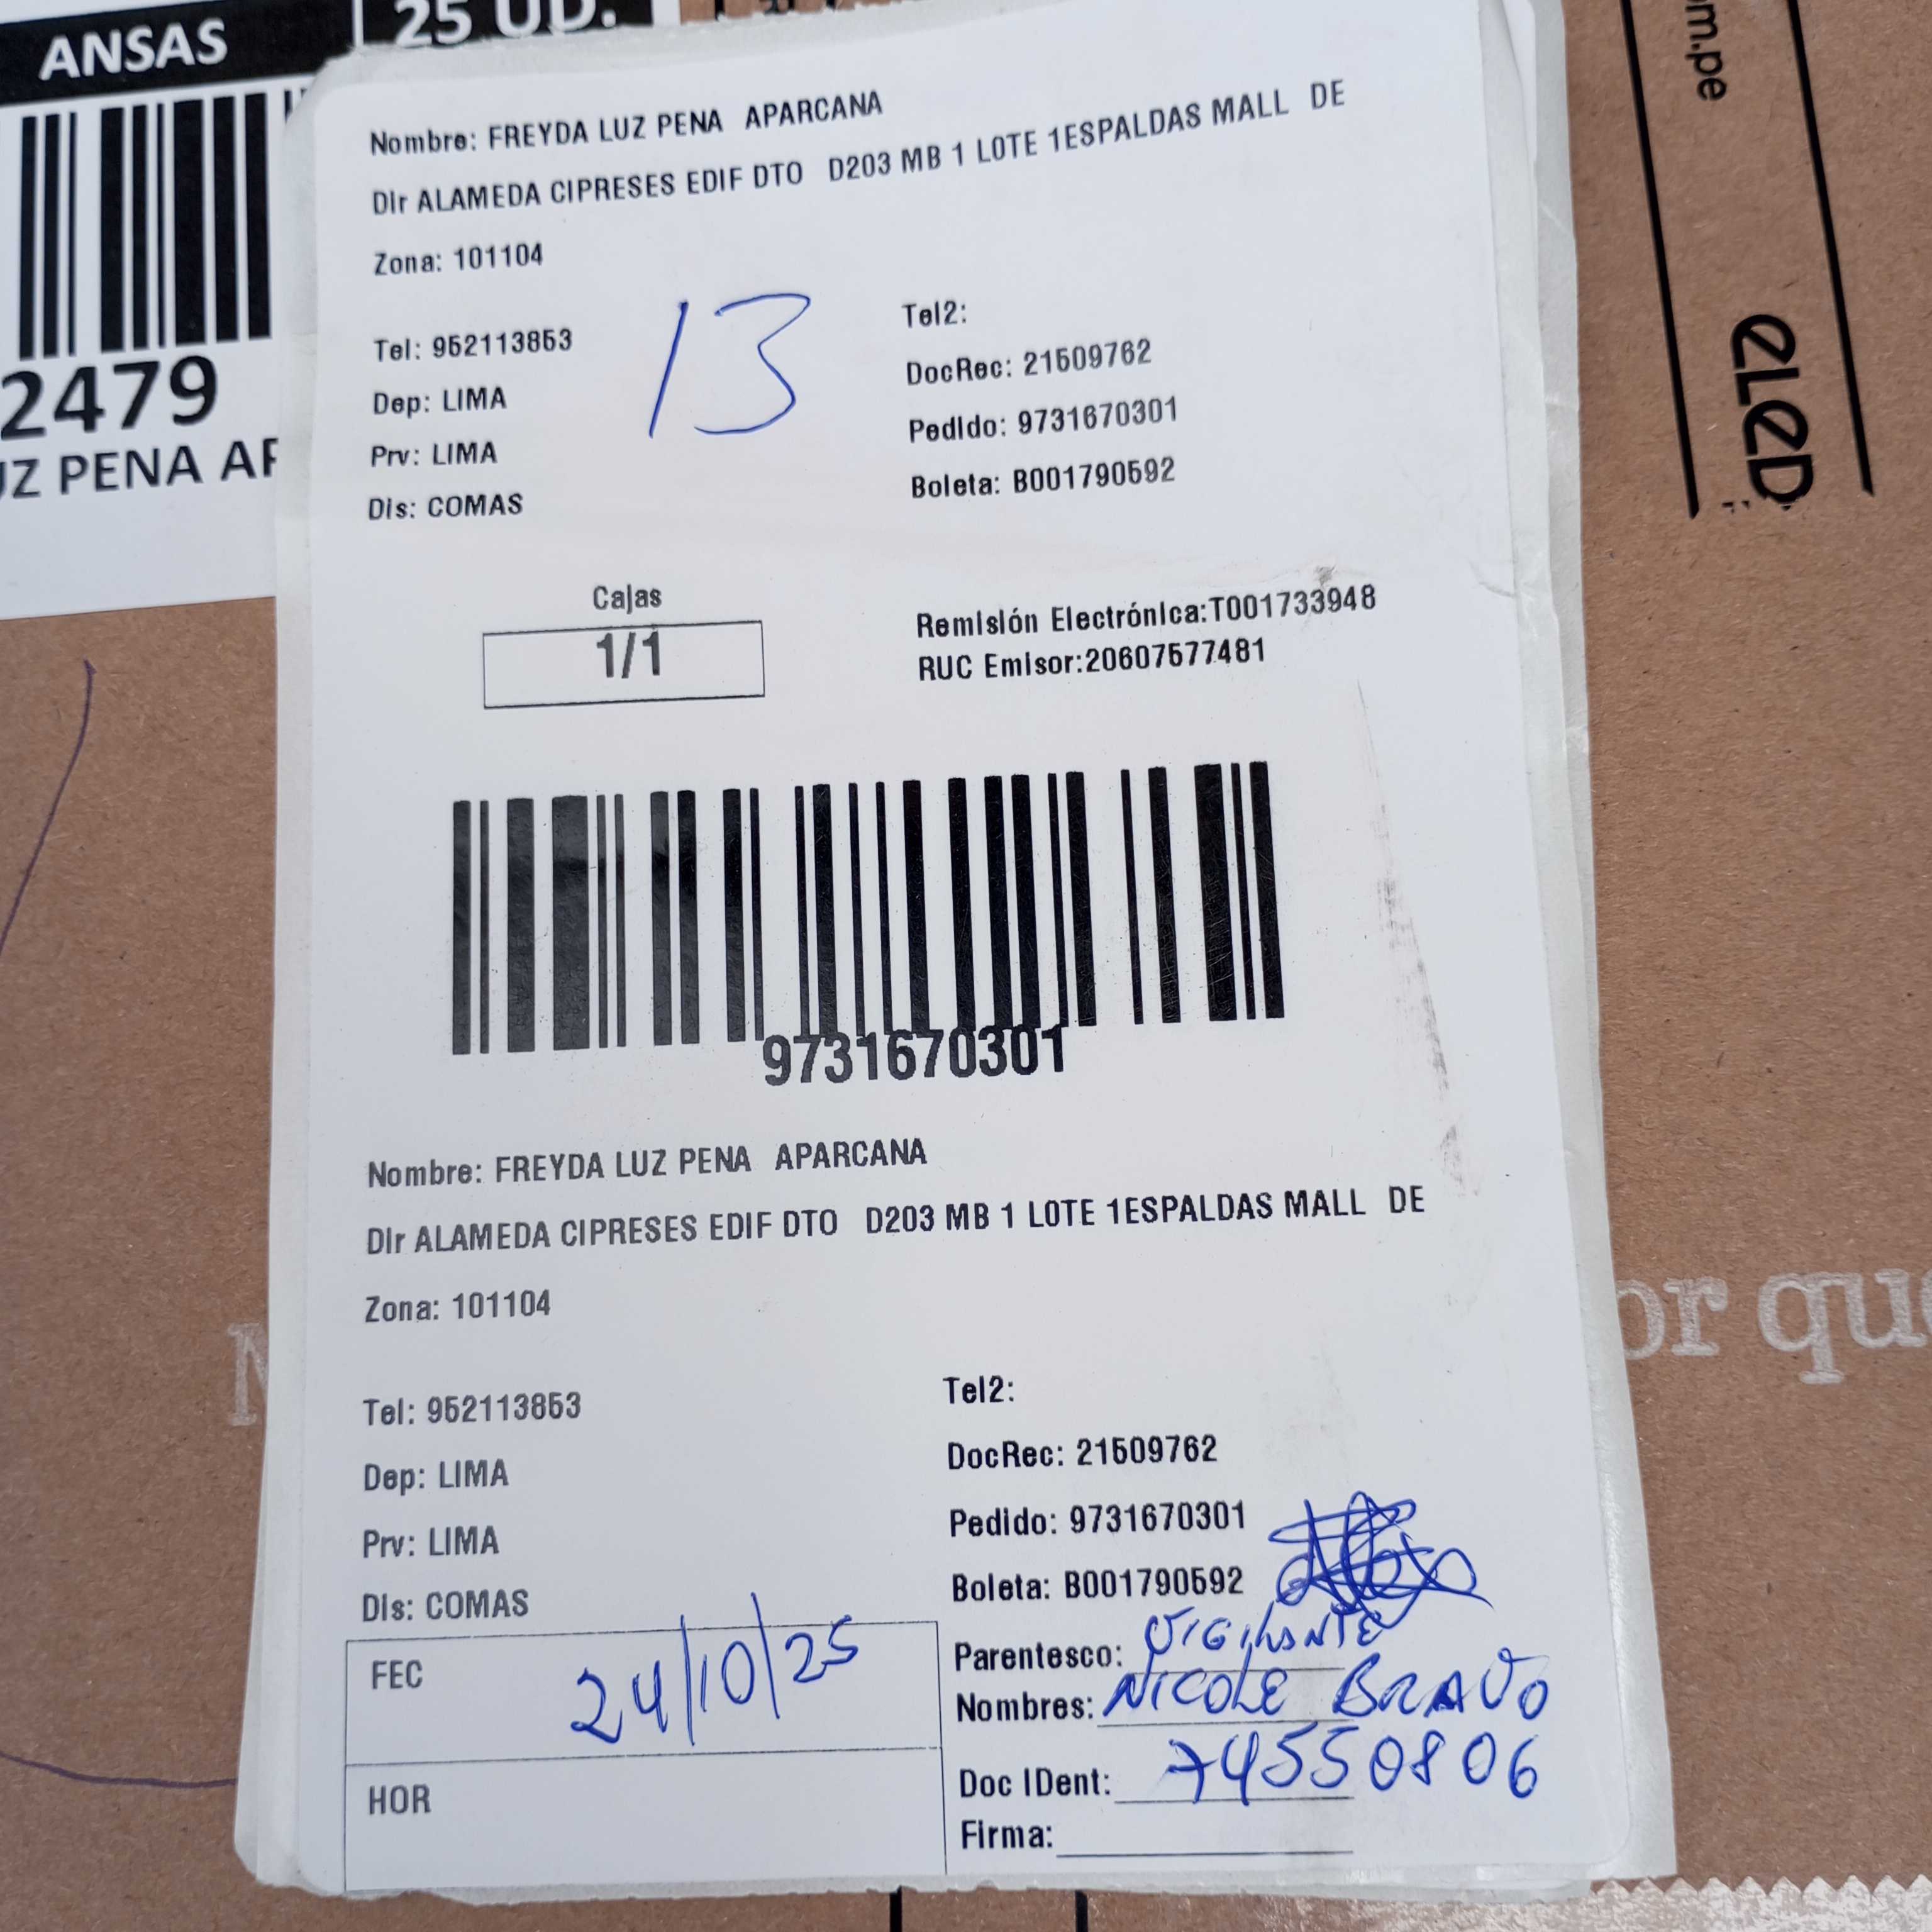 ANSAS
25 UD.
2479
UZ PENA AP
om.pe
Nombre: FREYDA LUZ PENA APARCANA
Dir ALAMEDA CIPRESES EDIF DTO D203 MB 1 LOTE 1ESPALDAS MALL DE
Zona: 101104
13
Tel: 952113853
Tel2:
Dep: LIMA
DocRec: 21509762
Prv: LIMA
Pedido: 9731670301
Dis: COMAS
Boleta: B001790592
Cajas
1/1
Remisión Electrónica:T001733948
RUC Emisor:20607577481
9731670301
Nombre: FREYDA LUZ PENA APARCANA
Dir ALAMEDA CIPRESES EDIF DTO D203 MB 1 LOTE 1ESPALDAS MALL DE
Zona: 101104
Tel: 952113853
Tel2:
Dep: LIMA
DocRec: 21509762
Prv: LIMA
Pedido: 9731670301
Dis: COMAS
Boleta: B001790592
FEC 24/10/25
HOR
Parentesco: VIGILANTE
Nombres: NICOLE BRAVO
Doc IDent: 74550806
Firma:
or que